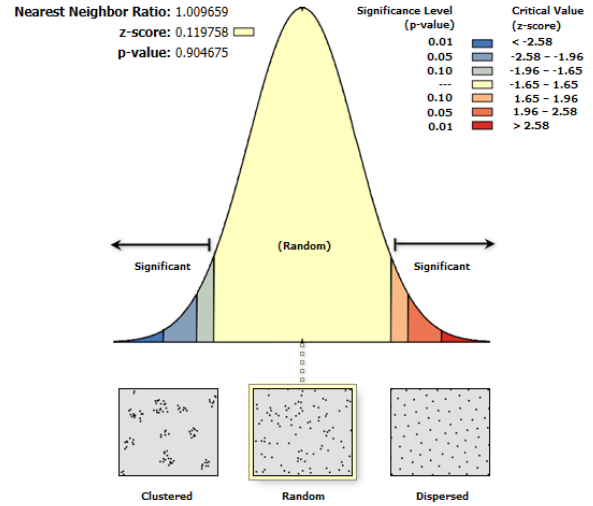 Nearest Neighbor Ratio: 1.009659
z-score: 0.119758
p-value: 0.904675
Significance Level
(p-value)
Critical Value
(z-score)
0.01 < -2.58
0.05 -2.58 – -1.96
0.10 -1.96 – -1.65
--- -1.65 – 1.65
0.10 1.65 – 1.96
0.05 1.96 – 2.58
0.01 > 2.58
(Random)
Significant
Significant
Clustered
Random
Dispersed